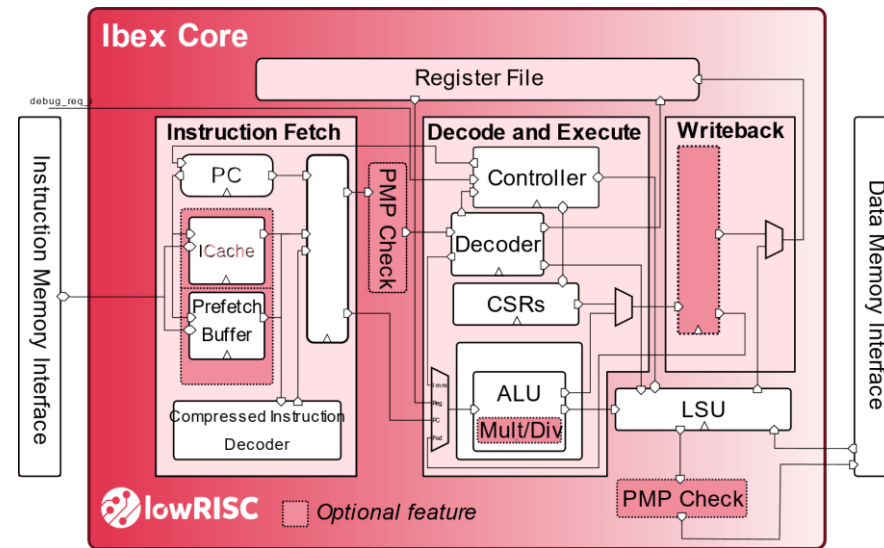 Ibex Core
Register File
debug_req_i
Instruction Fetch
Decode and Execute
Writeback
Instruction Memory Interface
Data Memory Interface
PC
PMP Check
Controller
ICache
Decoder
Prefetch
Buffer
CSRs
Imm
Reg
PC
Fwd
ALU
Mult/Div
LSU
Compressed Instruction
Decoder
PMP Check
lowRISC
Optional feature